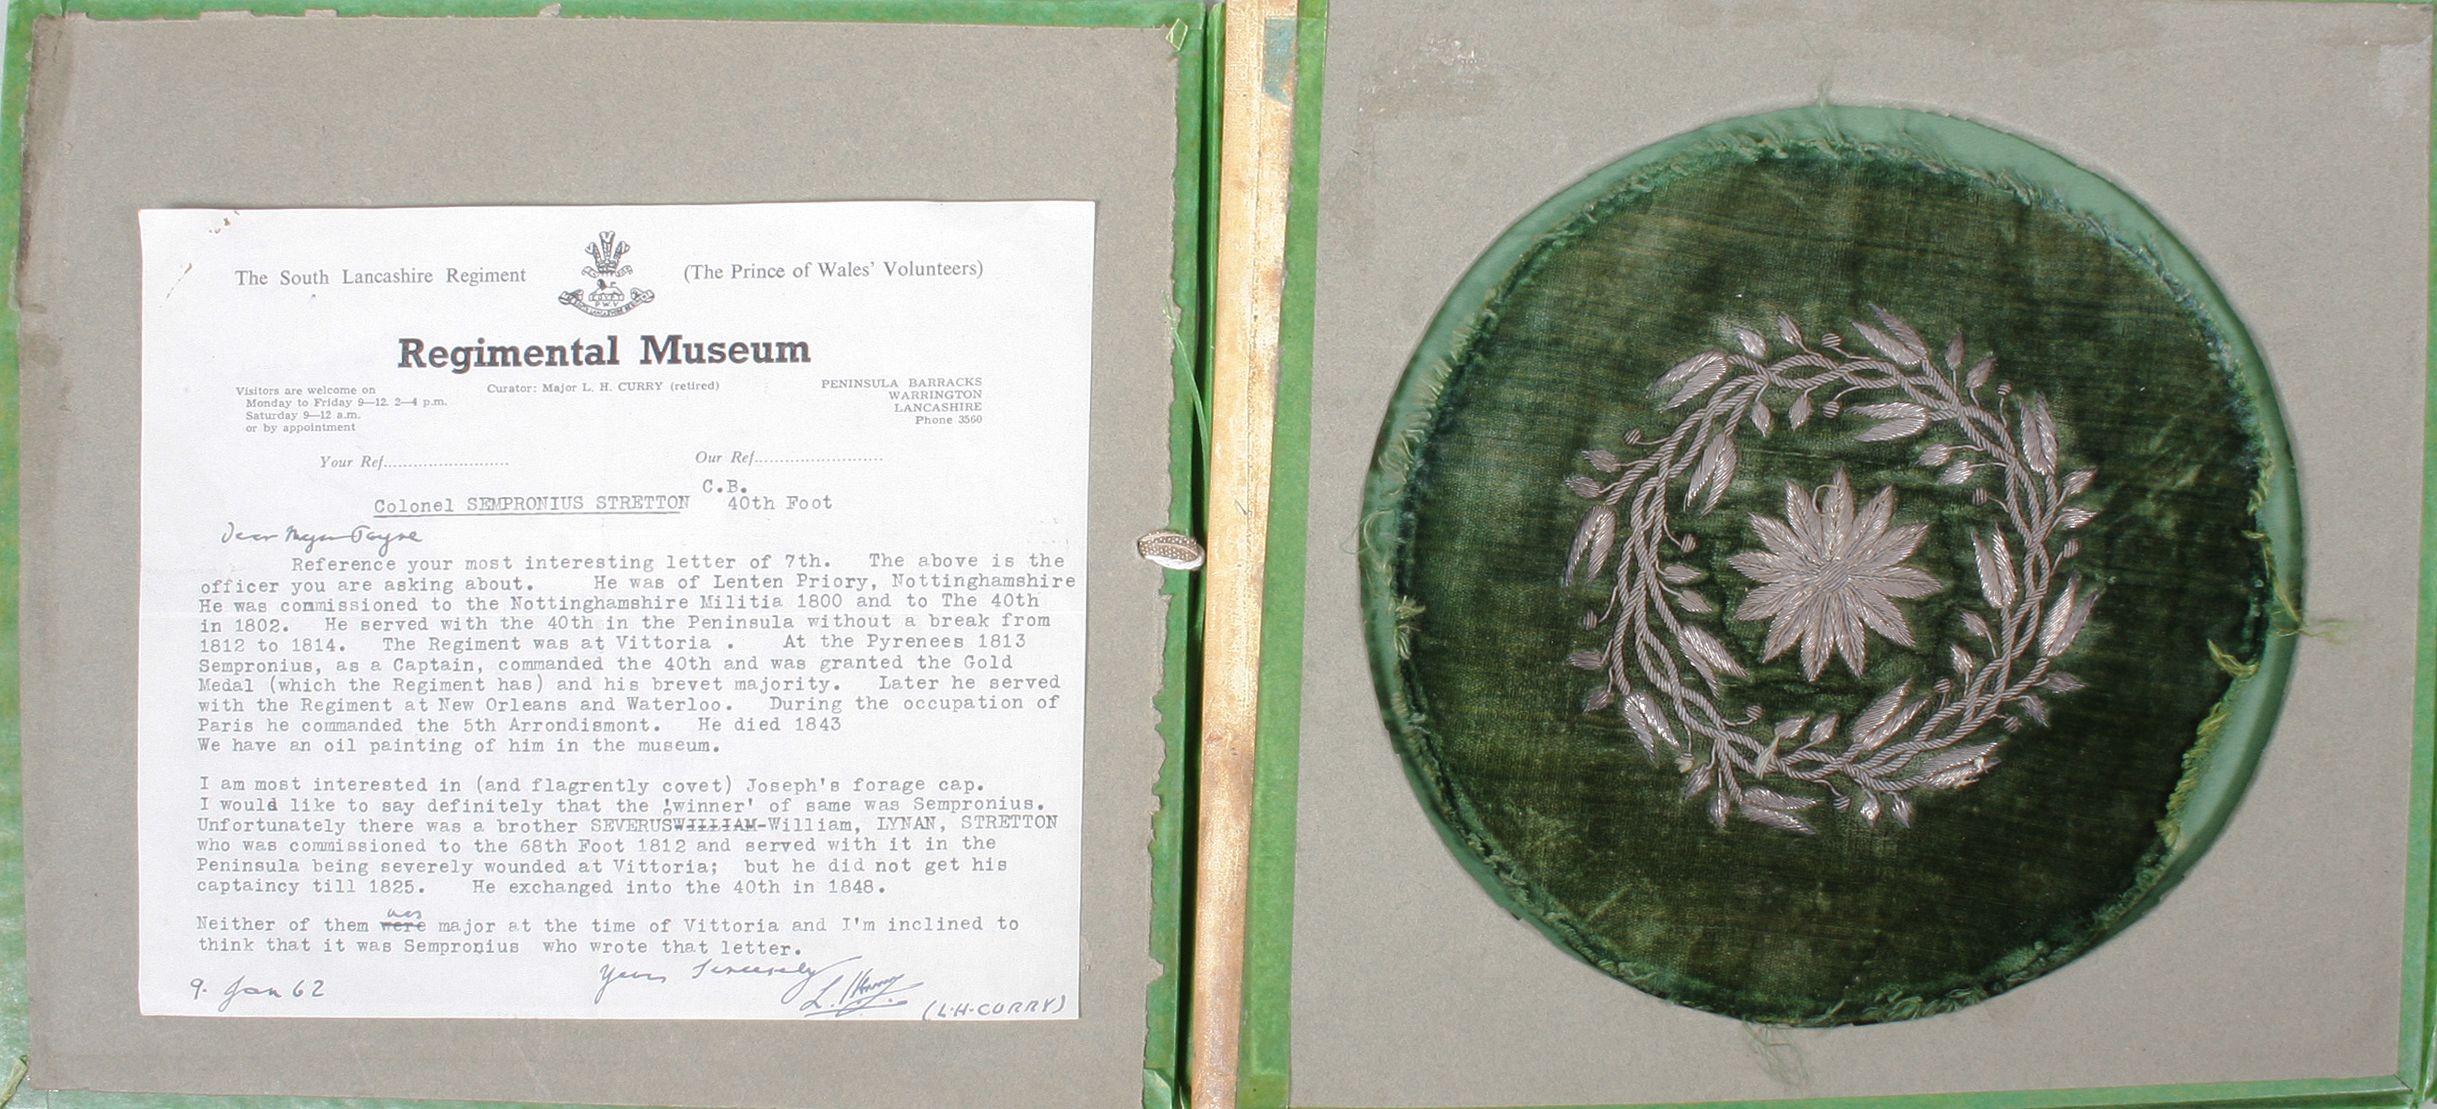 The South Lancashire Regiment (The Prince of Wales' Volunteers)
EGYPT
P.W.V.
Regimental Museum
Visitors are welcome on
Monday to Friday 9—12. 2—4 p.m.
Saturday 9—12 a.m.
or by appointment
Curator: Major L. H. CURRY (retired)
PENINSULA BARRACKS
WARRINGTON
LANCASHIRE
Phone 3560
Your Ref......................... Our Ref.........................
C.B.
Colonel SEMPRONIUS STRETTON 40th Foot
Dear Payne
Reference your most interesting letter of 7th. The above is the
officer you are asking about. He was of Lenten Priory, Nottinghamshire
He was commissioned to the Nottinghamshire Militia 1800 and to The 40th
in 1802. He served with the 40th in the Peninsula without a break from
1812 to 1814. The Regiment was at Vittoria . At the Pyrenees 1813
Sempronius, as a Captain, commanded the 40th and was granted the Gold
Medal (which the Regiment has) and his brevet majority. Later he served
with the Regiment at New Orleans and Waterloo. During the occupation of
Paris he commanded the 5th Arrondismont. He died 1843
We have an oil painting of him in the museum.
I am most interested in (and flagrently covet) Joseph's forage cap.
I would like to say definitely that the 'winner' of same was Sempronius.
Unfortunately there was a brother SEVERUSWILLIAM-William, LYNAN, STRETTON
who was commissioned to the 68th Foot 1812 and served with it in the
Peninsula being severely wounded at Vittoria; but he did not get his
captaincy till 1825. He exchanged into the 40th in 1848.
Neither of them were was major at the time of Vittoria and I'm inclined to
think that it was Sempronius who wrote that letter.
Yours Sincerely
9. Jan 62
L. H. Curry
(L.H.CURRY)